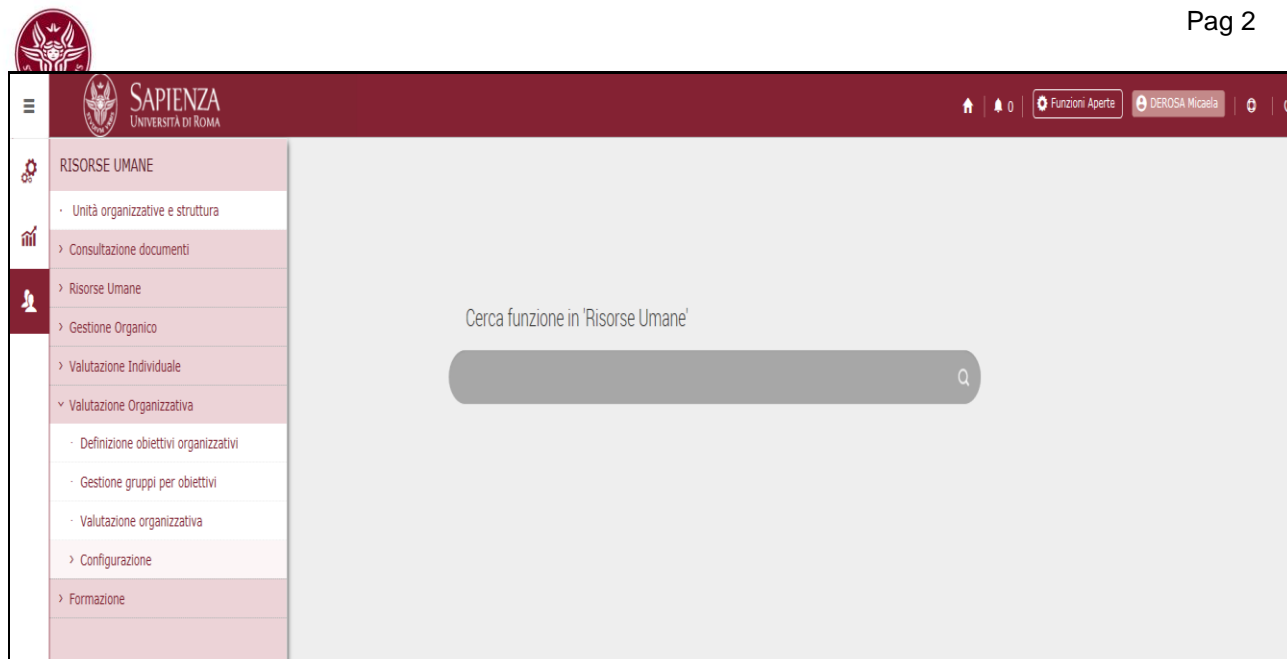 Pag 2
SAPIENZA
UNIVERSITÀ DI ROMA
0
Funzioni Aperte
DEROSA Micaela
RISORSE UMANE
Unità organizzative e struttura
Consultazione documenti
Risorse Umane
Gestione Organico
Valutazione Individuale
Valutazione Organizzativa
Definizione obiettivi organizzativi
Gestione gruppi per obiettivi
Valutazione organizzativa
Configurazione
Formazione
Cerca funzione in 'Risorse Umane'